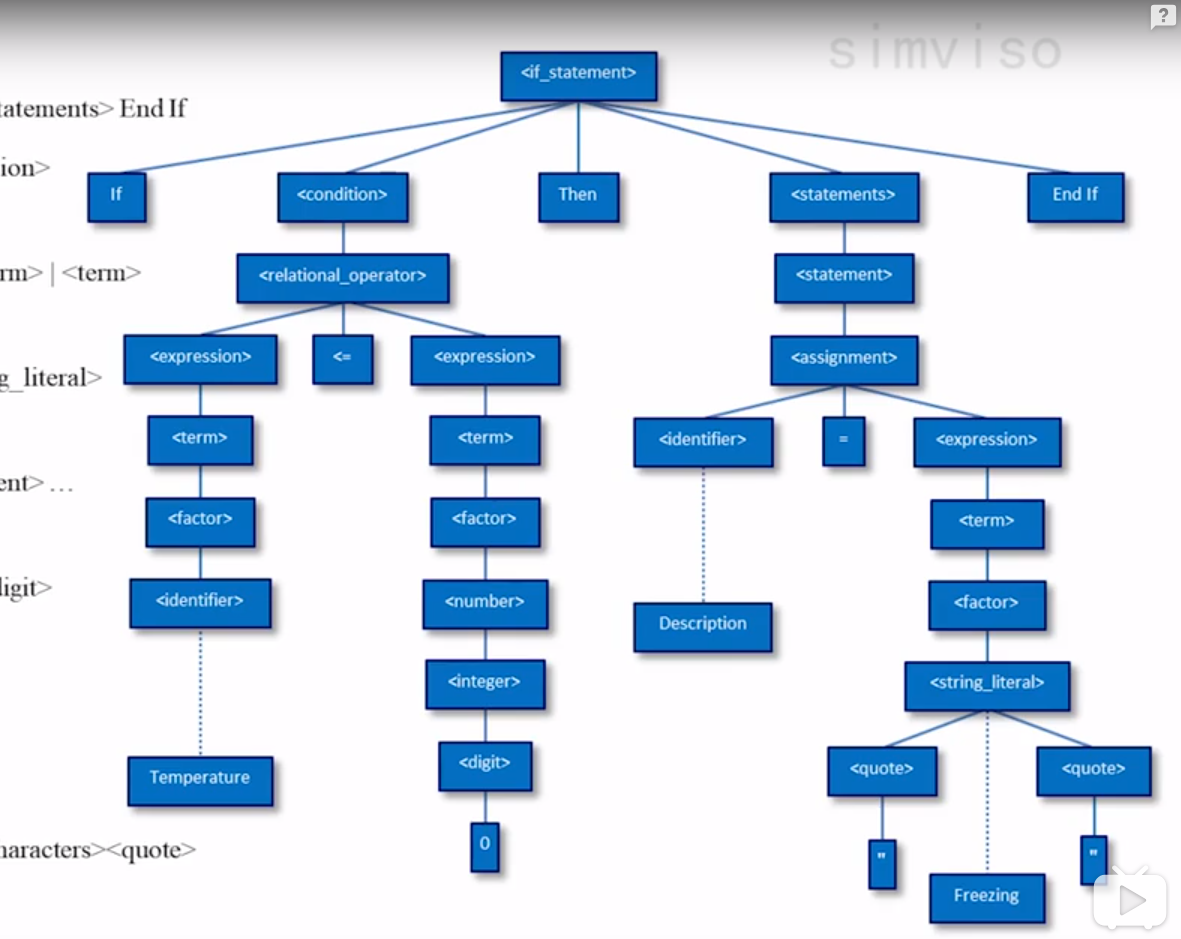 ?
simviso
<if_statement>
tatements> End If
ion>
If
<condition>
Then
<statements>
End If
rm> | <term>
<relational_operator>
<statement>
<expression>
<=
<expression>
<assignment>
g_literal>
<term>
<term>
<identifier>
=
<expression>
ent> …
<factor>
<factor>
<term>
digit>
<identifier>
<number>
<factor>
Description
<integer>
<string_literal>
Temperature
<digit>
<quote>
<quote>
haracters><quote>
0
"
"
Freezing